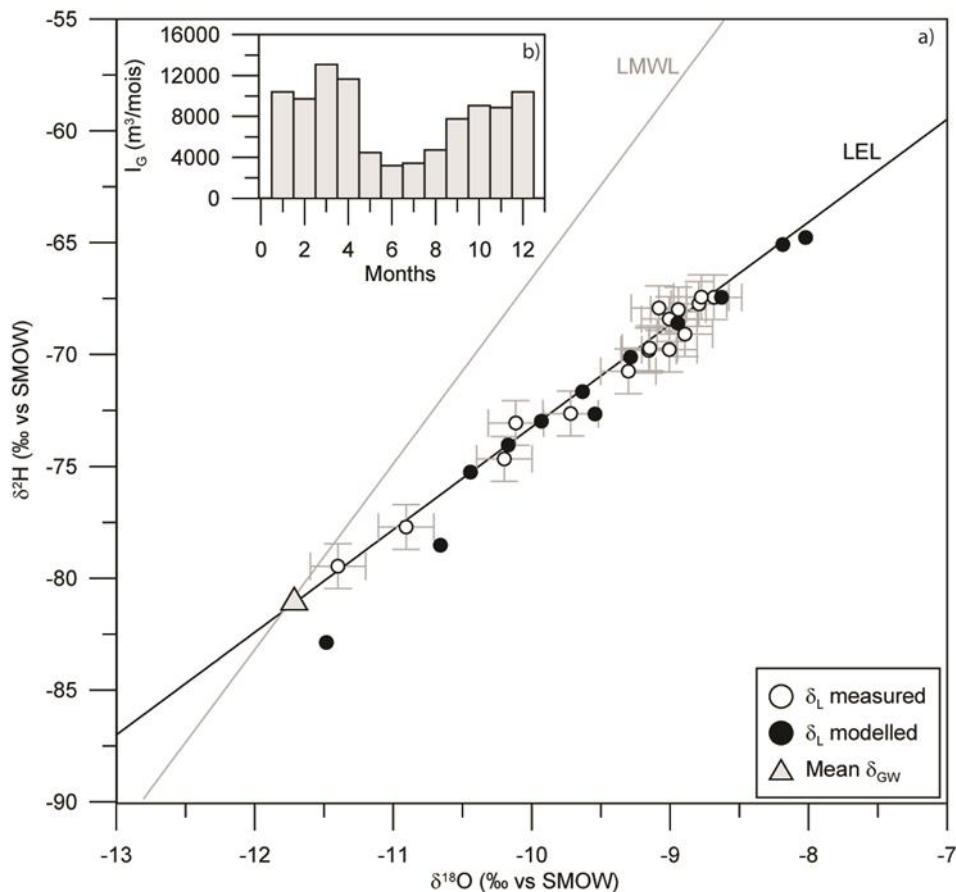 a)
b)
LMWL
LEL
16000
12000
8000
4000
0
I_G (m³/mois)
0 2 4 6 8 10 12
Months
-55
-60
-65
-70
-75
-80
-85
-90
δ²H (‰ vs SMOW)
δ_L measured
δ_L modelled
Mean δ_GW
-13 -12 -11 -10 -9 -8 -7
δ¹⁸O (‰ vs SMOW)